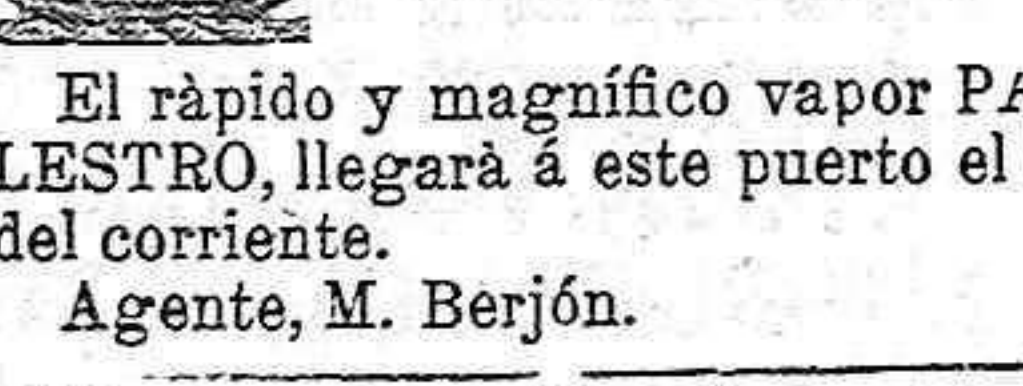 El ràpido y magnífico vapor PA
LESTRO, llegarà á este puerto el
del corriente.
Agente, M. Berjón.